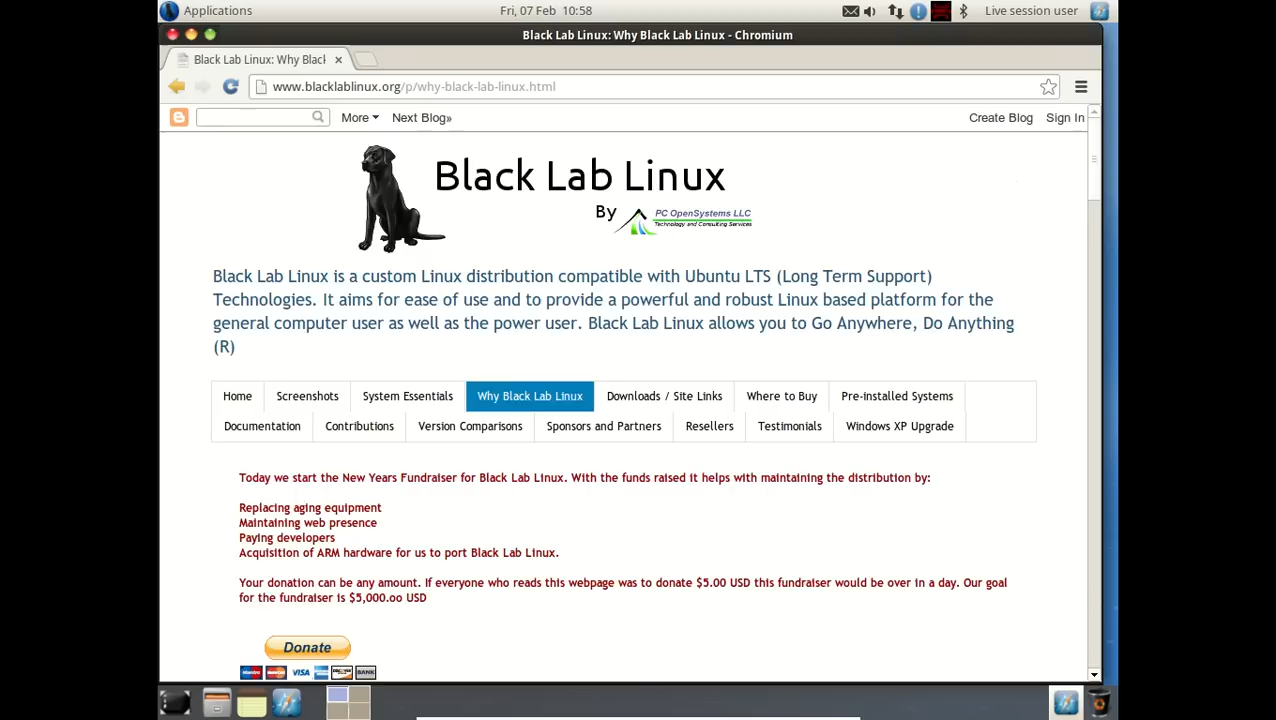 Applications
Fri, 07 Feb 10:58
Live session user
Black Lab Linux: Why Black Lab Linux - Chromium
Black Lab Linux: Why Blac
www.blacklablinux.org/p/why-black-lab-linux.html
More Next Blog» Create Blog Sign In
Black Lab Linux
By PC OpenSystems LLC
Technology and Consulting Services
Black Lab Linux is a custom Linux distribution compatible with Ubuntu LTS (Long Term Support)
Technologies. It aims for ease of use and to provide a powerful and robust Linux based platform for the
general computer user as well as the power user. Black Lab Linux allows you to Go Anywhere, Do Anything
(R)
Home Screenshots System Essentials Why Black Lab Linux Downloads / Site Links Where to Buy Pre-installed Systems
Documentation Contributions Version Comparisons Sponsors and Partners Resellers Testimonials Windows XP Upgrade
Today we start the New Years Fundraiser for Black Lab Linux. With the funds raised it helps with maintaining the distribution by:
Replacing aging equipment
Maintaining web presence
Paying developers
Acquisition of ARM hardware for us to port Black Lab Linux.
Your donation can be any amount. If everyone who reads this webpage was to donate $5.00 USD this fundraiser would be over in a day. Our goal
for the fundraiser is $5,000.oo USD
Donate
VISA BANK